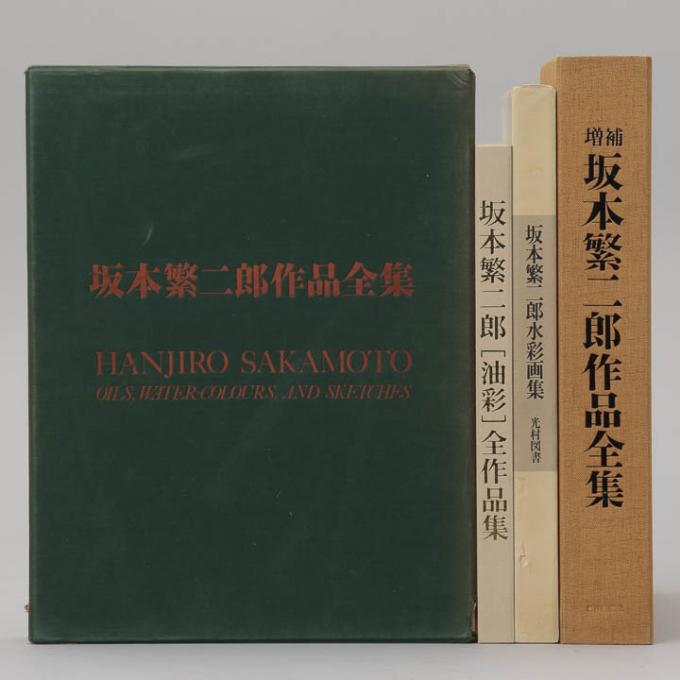 坂本繁二郎作品全集
HANJIRO SAKAMOTO
OILS, WATER-COLOURS, AND SKETCHES
坂本繁二郎[油彩]全作品集
坂本繁二郎水彩画集
光村図書
増補
坂本繁二郎作品全集